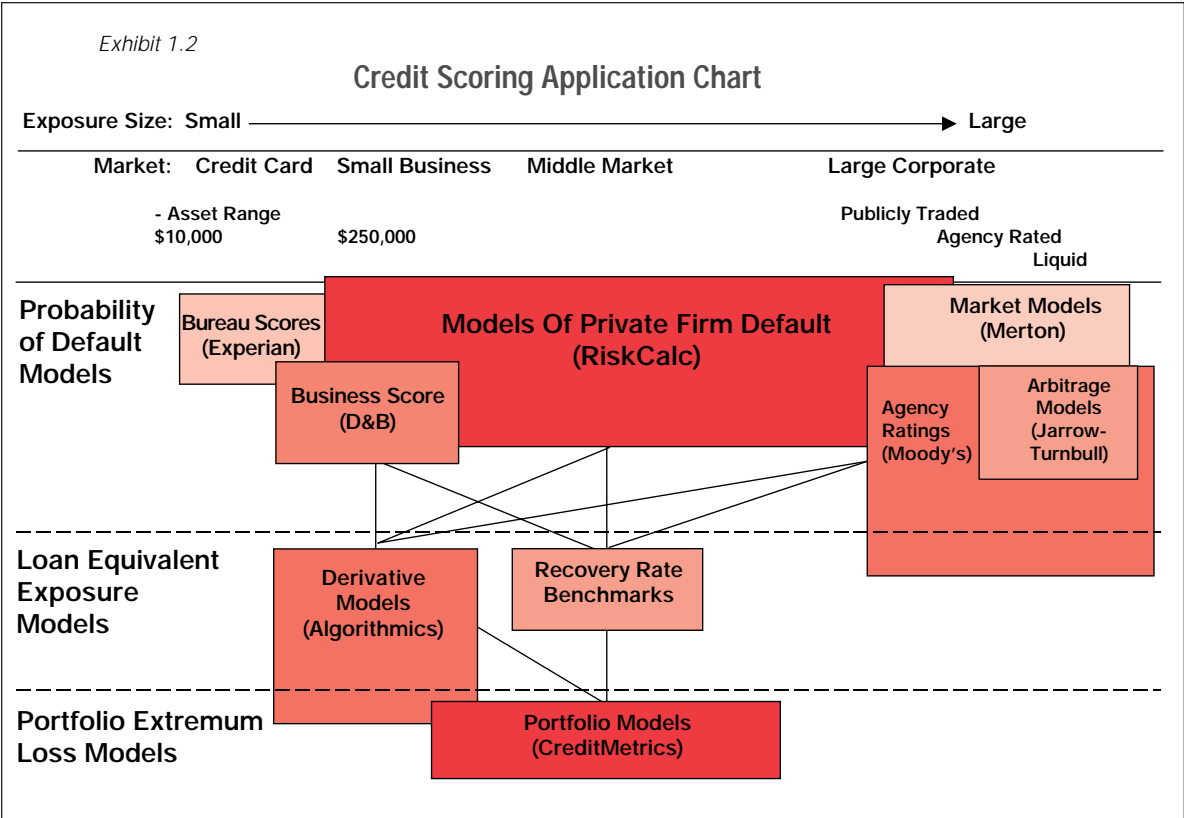 Exhibit 1.2
Credit Scoring Application Chart
Exposure Size: Small Large
Market: Credit Card Small Business Middle Market Large Corporate
- Asset Range
$10,000 $250,000
Publicly Traded
Agency Rated
Liquid
Probability
of Default
Models
Bureau Scores
(Experian)
Models Of Private Firm Default
(RiskCalc)
Market Models
(Merton)
Business Score
(D&B)
Agency
Ratings
(Moody's)
Arbitrage
Models
(Jarrow-
Turnbull)
Loan Equivalent
Exposure
Models
Derivative
Models
(Algorithmics)
Recovery Rate
Benchmarks
Portfolio Extremum
Loss Models
Portfolio Models
(CreditMetrics)